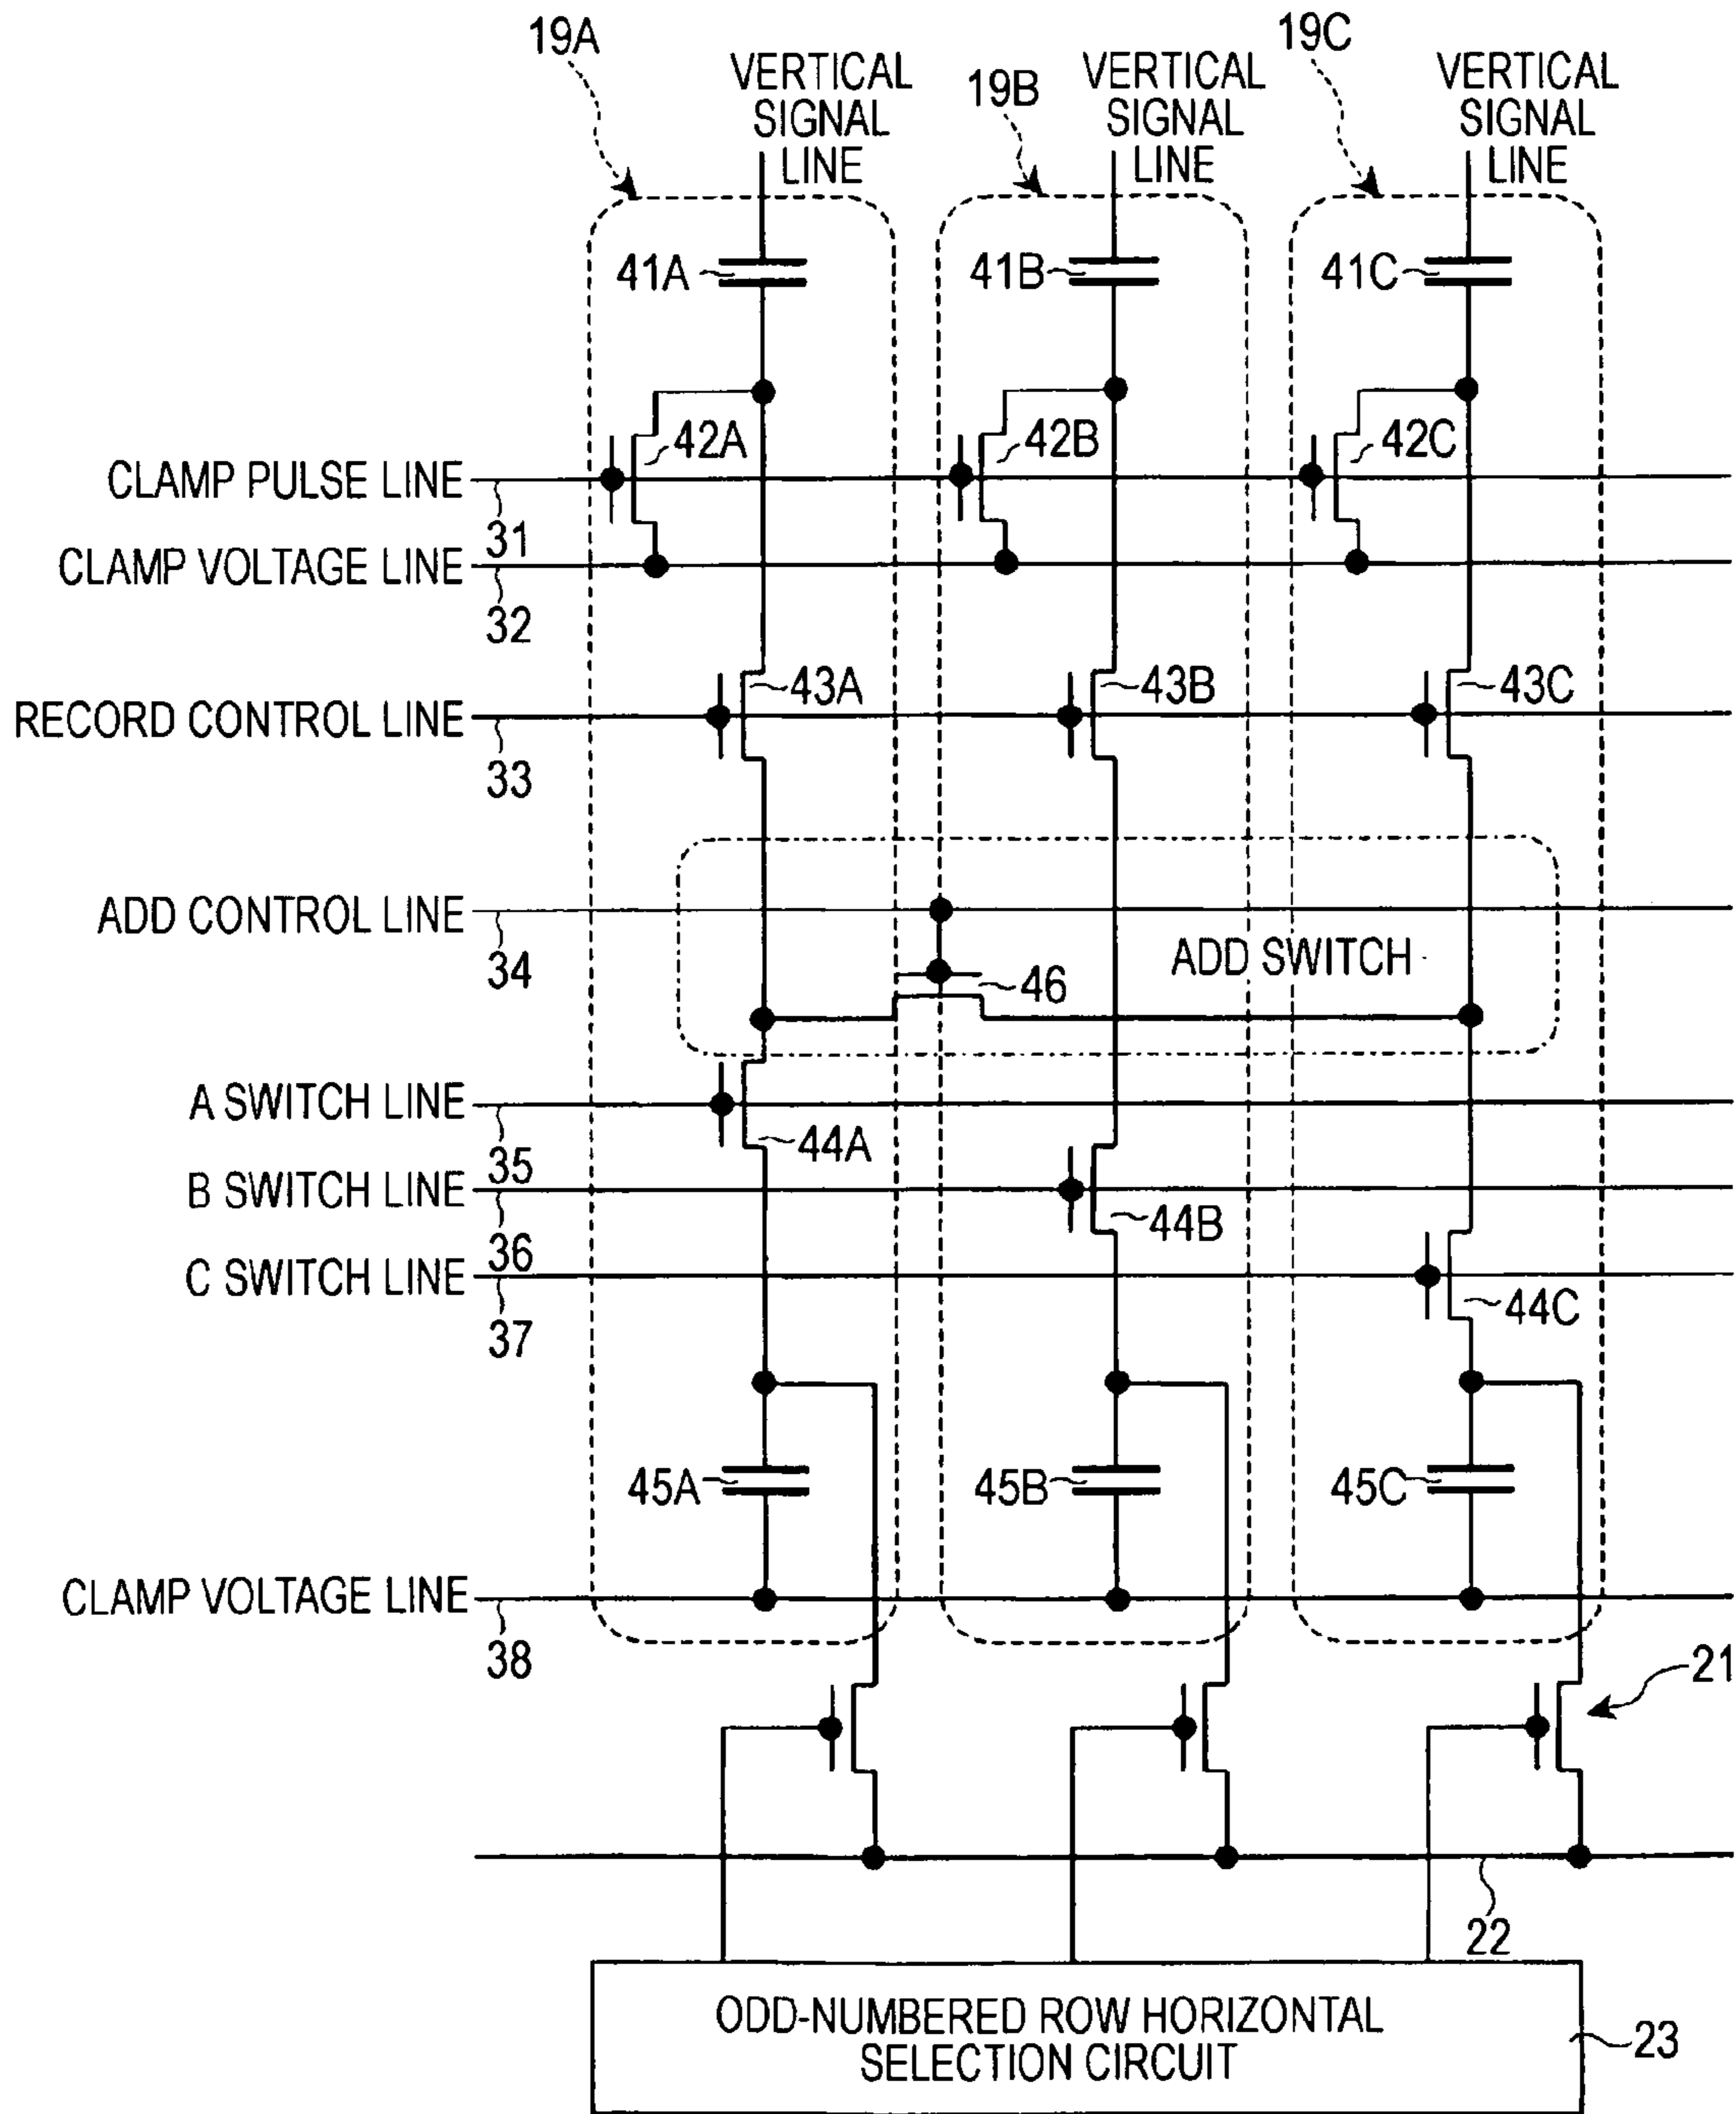 19A
VERTICAL
SIGNAL
LINE
19B
VERTICAL
SIGNAL
LINE
19C
VERTICAL
SIGNAL
LINE
41A
41B
41C
42A
42B
42C
CLAMP PULSE LINE
31
CLAMP VOLTAGE LINE
32
43A
43B
43C
RECORD CONTROL LINE
33
ADD CONTROL LINE
34
ADD SWITCH
46
A SWITCH LINE
35
44A
B SWITCH LINE
36
44B
C SWITCH LINE
37
44C
45A
45B
45C
CLAMP VOLTAGE LINE
38
21
22
ODD-NUMBERED ROW HORIZONTAL
SELECTION CIRCUIT
23